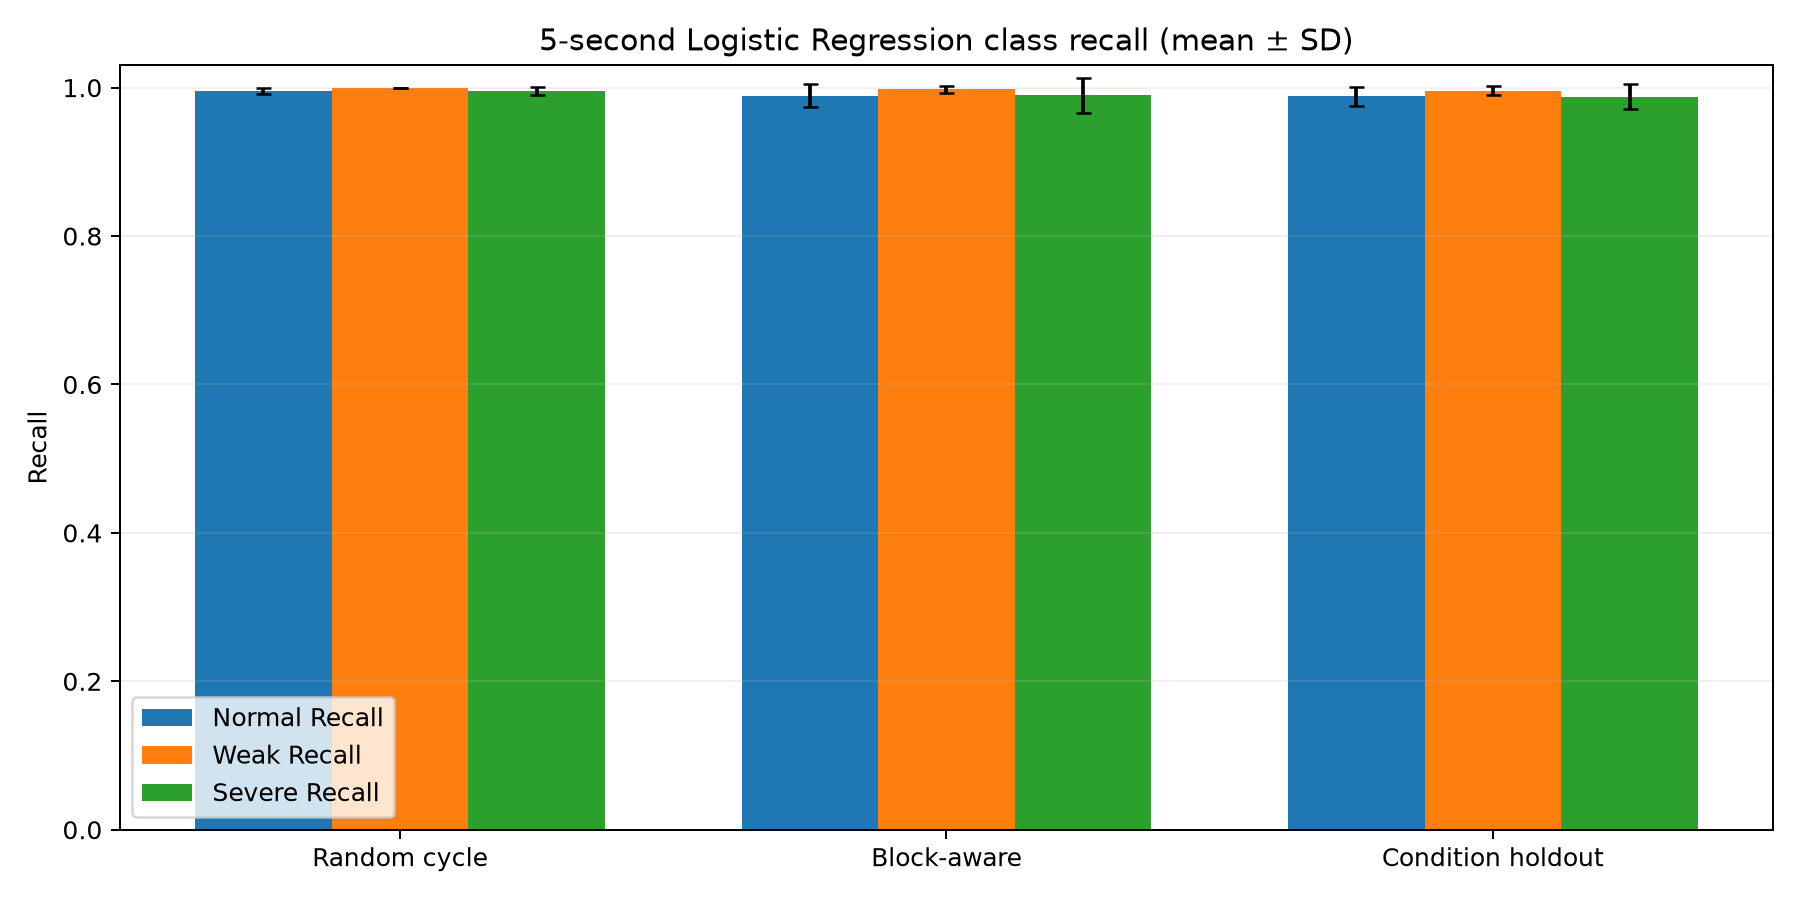 5-second Logistic Regression class recall (mean ± SD)
Recall
1.0
0.8
0.6
0.4
0.2
0.0
Normal Recall
Weak Recall
Severe Recall
Random cycle
Block-aware
Condition holdout